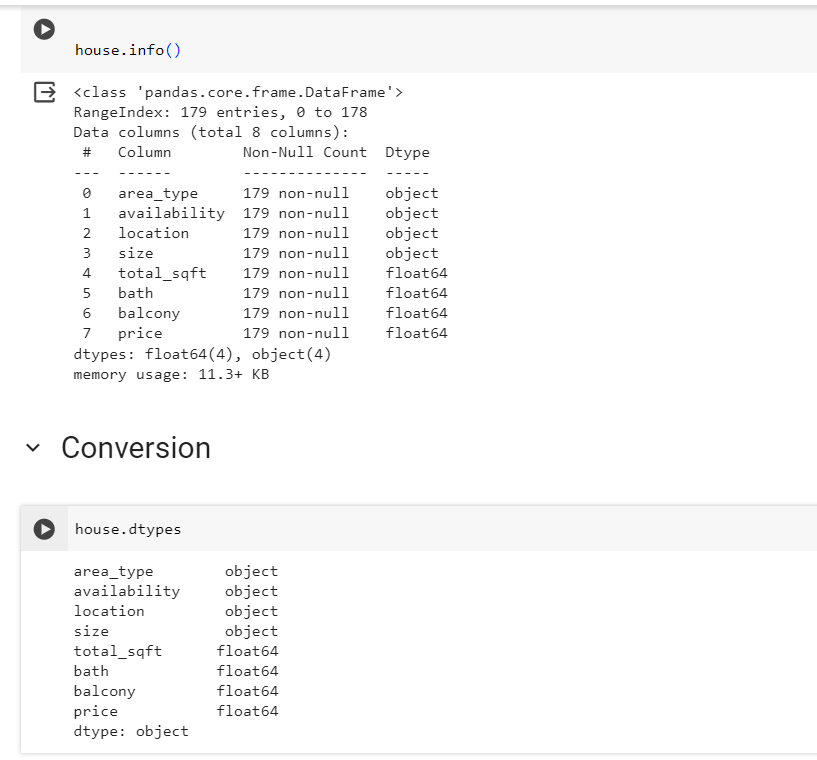 house.info()
<class 'pandas.core.frame.DataFrame'>
RangeIndex: 179 entries, 0 to 178
Data columns (total 8 columns):
 #   Column        Non-Null Count  Dtype
---  ------        --------------  -----
 0   area_type     179 non-null    object
 1   availability  179 non-null    object
 2   location      179 non-null    object
 3   size          179 non-null    object
 4   total_sqft    179 non-null    float64
 5   bath          179 non-null    float64
 6   balcony       179 non-null    float64
 7   price         179 non-null    float64
dtypes: float64(4), object(4)
memory usage: 11.3+ KB
Conversion
house.dtypes
area_type        object
availability     object
location         object
size             object
total_sqft      float64
bath            float64
balcony         float64
price           float64
dtype: object